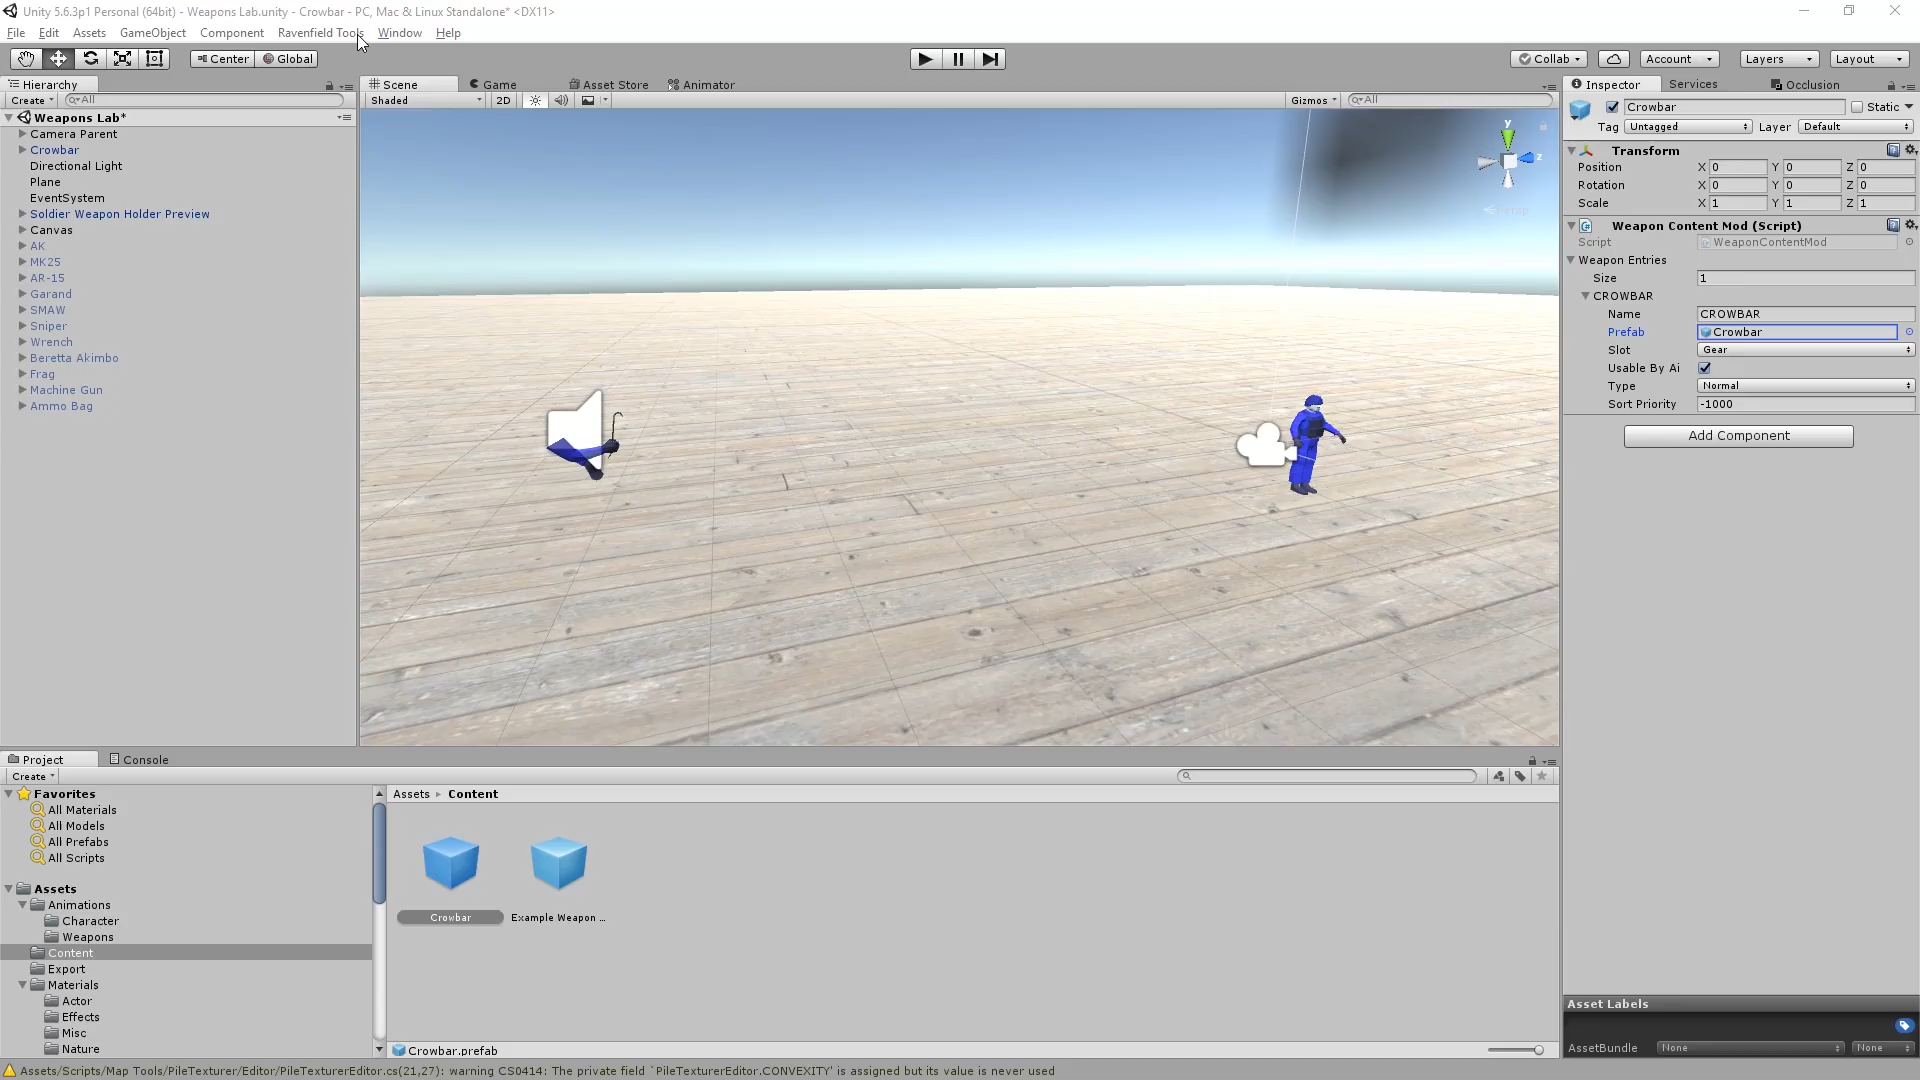 Unity 5.6.3p1 Personal (64bit) - Weapons Lab.unity - Crowbar - PC, Mac & Linux Standalone* <DX11>
File Edit Assets GameObject Component Ravenfield Tools Window Help
Center Global Collab Account Layers Layout
Hierarchy
Create All
Weapons Lab*
Camera Parent
Crowbar
Directional Light
Plane
EventSystem
Soldier Weapon Holder Preview
Canvas
AK
MK25
AR-15
Garand
SMAW
Sniper
Wrench
Beretta Akimbo
Frag
Machine Gun
Ammo Bag
Scene Game Asset Store Animator
Shaded 2D Gizmos All
y
z
Persp
Inspector Services Occlusion
Crowbar Static
Tag Untagged Layer Default
Transform
Position X 0 Y 0 Z 0
Rotation X 0 Y 0 Z 0
Scale X 1 Y 1 Z 1
Weapon Content Mod (Script)
Script WeaponContentMod
Weapon Entries
Size 1
CROWBAR
Name CROWBAR
Prefab Crowbar
Slot Gear
Usable By Ai
Type Normal
Sort Priority -1000
Add Component
Project Console
Create
Favorites
All Materials
All Models
All Prefabs
All Scripts
Assets
Animations
Character
Weapons
Content
Export
Materials
Actor
Effects
Misc
Nature
Assets Content
Crowbar Example Weapon ...
Crowbar.prefab
Asset Labels
AssetBundle None None
Assets/Scripts/Map Tools/PileTexturer/Editor/PileTexturerEditor.cs(21,27): warning CS0414: The private field `PileTexturerEditor.CONVEXITY' is assigned but its value is never used